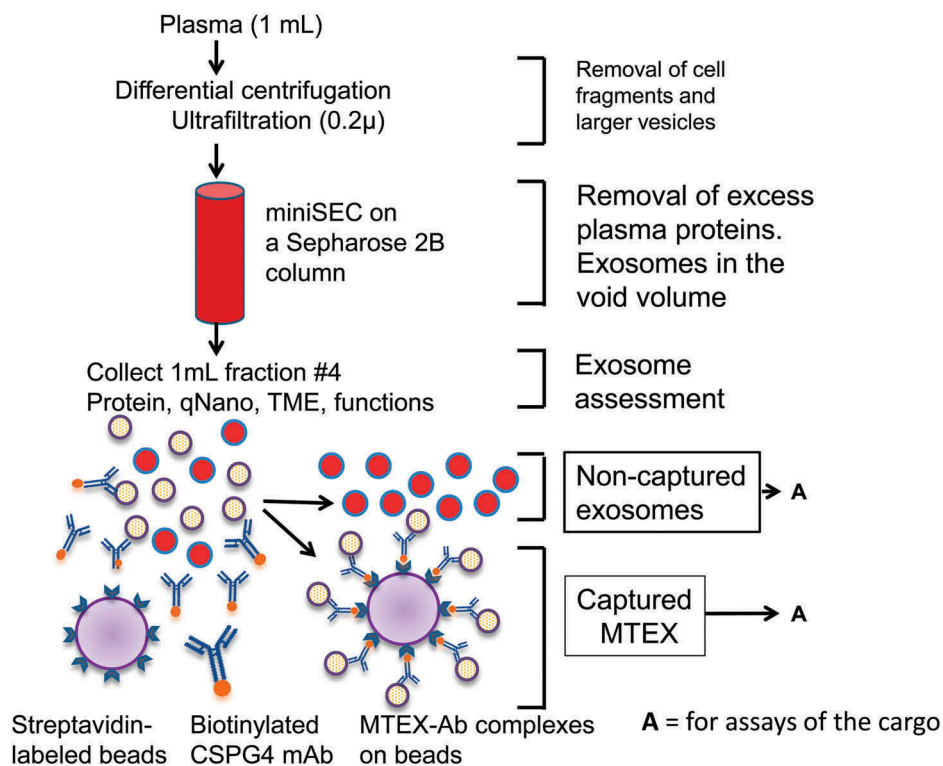 Plasma (1 mL)
Differential centrifugation
Ultrafiltration (0.2µ)
Removal of cell
fragments and
larger vesicles
miniSEC on
a Sepharose 2B
column
Removal of excess
plasma proteins.
Exosomes in the
void volume
Collect 1mL fraction #4
Protein, qNano, TME, functions
Exosome
assessment
Non-captured
exosomes
A
Captured
MTEX
A
Streptavidin-
labeled beads
Biotinylated
CSPG4 mAb
MTEX-Ab complexes
on beads
A = for assays of the cargo